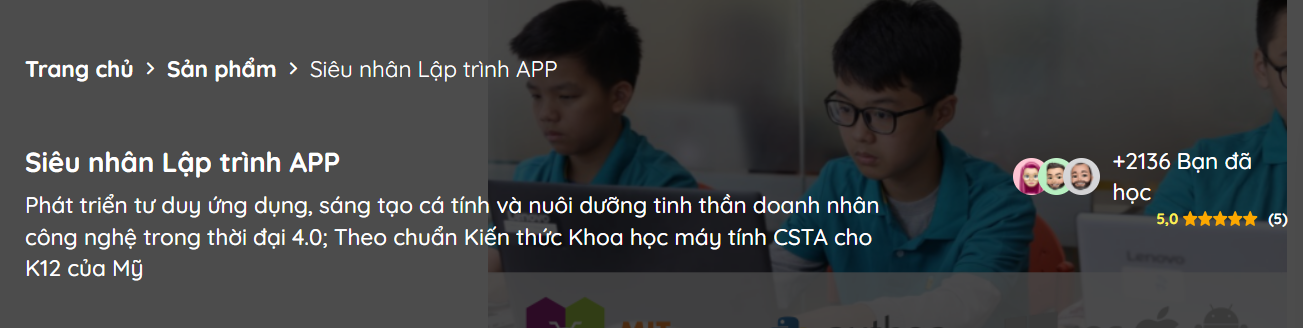 Trang chủ > Sản phẩm > Siêu nhân Lập trình APP
Siêu nhân Lập trình APP
Phát triển tư duy ứng dụng, sáng tạo cá tính và nuôi dưỡng tinh thần doanh nhân
công nghệ trong thời đại 4.0; Theo chuẩn Kiến thức Khoa học máy tính CSTA cho
K12 của Mỹ
+2136 Bạn đã
học
5,0 ★★★★★ (5)
Lenovo
MIT